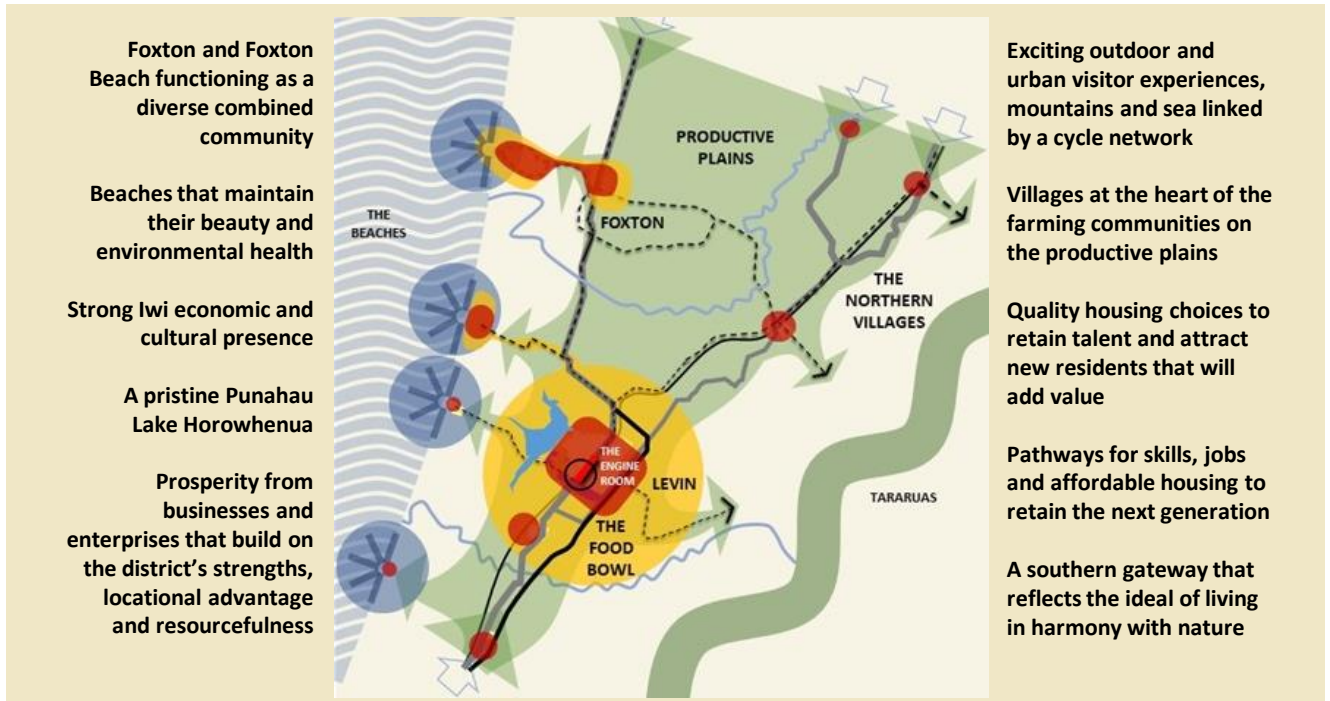 Foxton and Foxton
Beach functioning as a
diverse combined
community
Beaches that maintain
their beauty and
environmental health
Strong Iwi economic and
cultural presence
A pristine Punahau
Lake Horowhenua
Prosperity from
businesses and
enterprises that build on
the district’s strengths,
locational advantage
and resourcefulness
PRODUCTIVE
PLAINS
THE
BEACHES
FOXTON
THE
NORTHERN
VILLAGES
THE
ENGINE
ROOM
LEVIN
TARARUAS
THE
FOOD
BOWL
Exciting outdoor and
urban visitor experiences,
mountains and sea linked
by a cycle network
Villages at the heart of the
farming communities on
the productive plains
Quality housing choices to
retain talent and attract
new residents that will
add value
Pathways for skills, jobs
and affordable housing to
retain the next generation
A southern gateway that
reflects the ideal of living
in harmony with nature